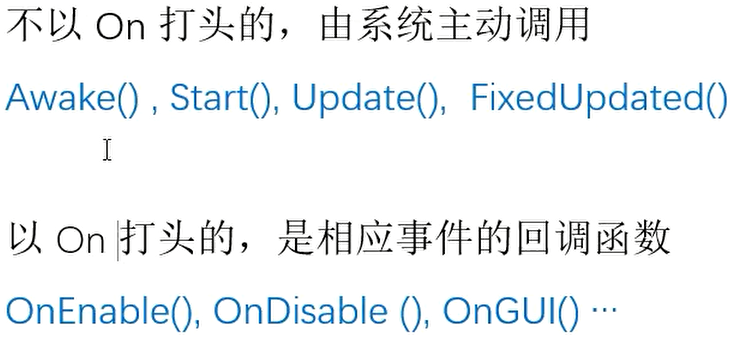 不以 On 打头的，由系统主动调用
Awake() , Start(), Update(),  FixedUpdated()
以 On 打头的，是相应事件的回调函数
OnEnable(), OnDisable (), OnGUI() ···